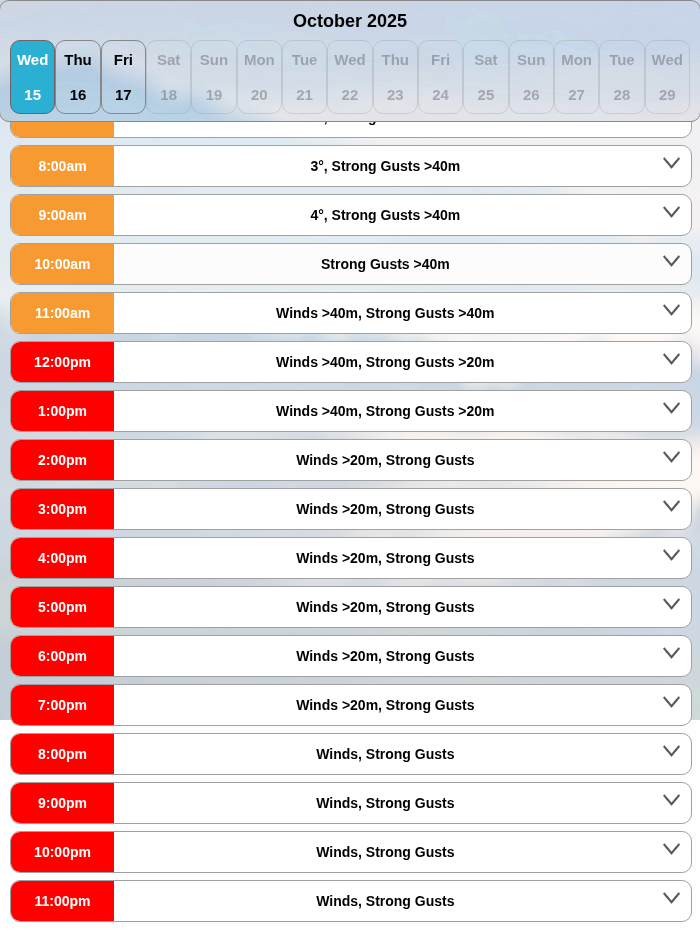 October 2025
Wed Thu Fri Sat Sun Mon Tue Wed Thu Fri Sat Sun Mon Tue Wed
15 16 17 18 19 20 21 22 23 24 25 26 27 28 29
8:00am 3°, Strong Gusts >40m
9:00am 4°, Strong Gusts >40m
10:00am Strong Gusts >40m
11:00am Winds >40m, Strong Gusts >40m
12:00pm Winds >40m, Strong Gusts >20m
1:00pm Winds >40m, Strong Gusts >20m
2:00pm Winds >20m, Strong Gusts
3:00pm Winds >20m, Strong Gusts
4:00pm Winds >20m, Strong Gusts
5:00pm Winds >20m, Strong Gusts
6:00pm Winds >20m, Strong Gusts
7:00pm Winds >20m, Strong Gusts
8:00pm Winds, Strong Gusts
9:00pm Winds, Strong Gusts
10:00pm Winds, Strong Gusts
11:00pm Winds, Strong Gusts